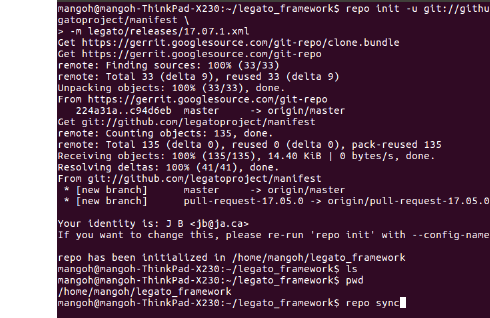 mangoh@mangoh-ThinkPad-X230:~/legato_framework$ repo init -u git://githu
gatoproject/manifest \
> -m legato/releases/17.07.1.xml
Get https://gerrit.googlesource.com/git-repo/clone.bundle
Get https://gerrit.googlesource.com/git-repo
remote: Finding sources: 100% (33/33)
remote: Total 33 (delta 9), reused 33 (delta 9)
Unpacking objects: 100% (33/33), done.
From https://gerrit.googlesource.com/git-repo
   224a31a..c94d6eb  master     -> origin/master
Get git://github.com/legatoproject/manifest
remote: Counting objects: 135, done.
remote: Total 135 (delta 0), reused 0 (delta 0), pack-reused 135
Receiving objects: 100% (135/135), 14.40 KiB | 0 bytes/s, done.
Resolving deltas: 100% (41/41), done.
From git://github.com/legatoproject/manifest
 * [new branch]      master     -> origin/master
 * [new branch]      pull-request-17.05.0 -> origin/pull-request-17.05.0
Your identity is: J B <jb@ja.ca>
If you want to change this, please re-run 'repo init' with --config-name
repo has been initialized in /home/mangoh/legato_framework
mangoh@mangoh-ThinkPad-X230:~/legato_framework$ ls
mangoh@mangoh-ThinkPad-X230:~/legato_framework$ pwd
/home/mangoh/legato_framework
mangoh@mangoh-ThinkPad-X230:~/legato_framework$ repo sync